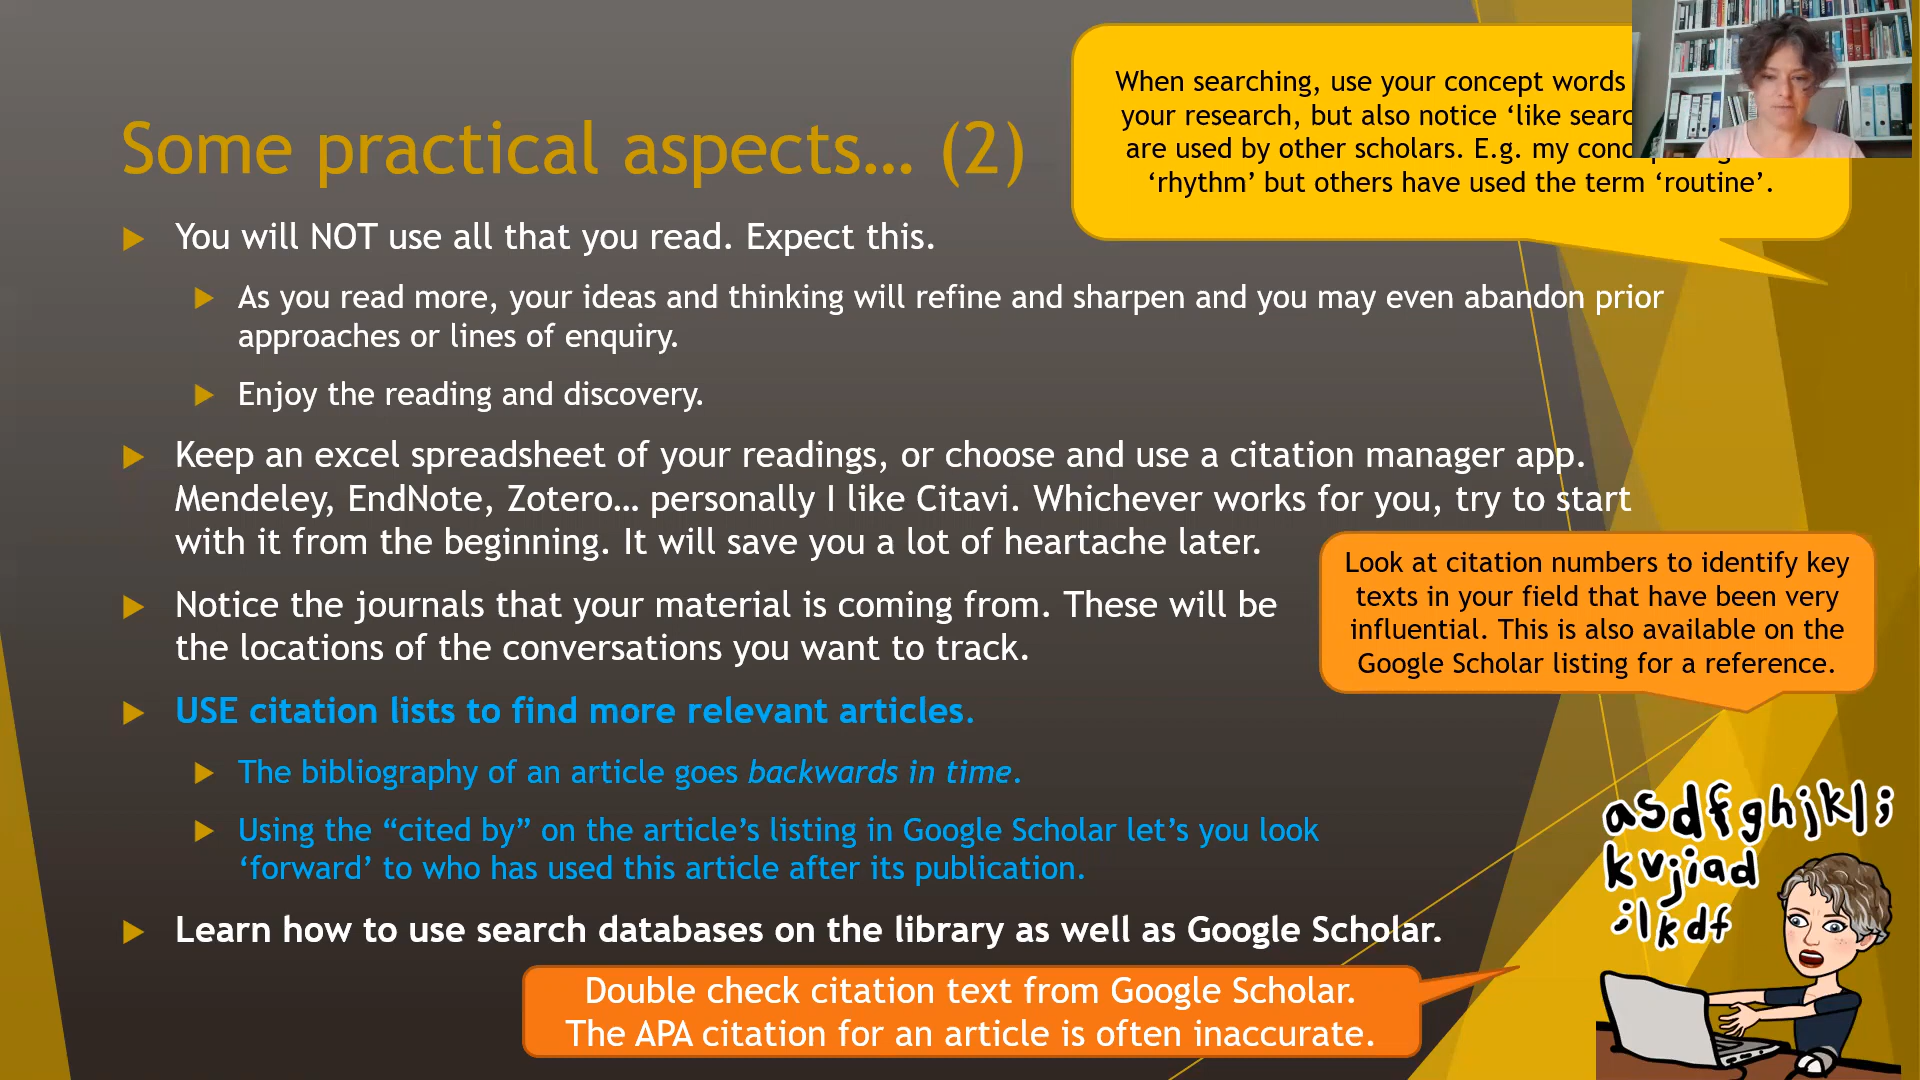 Some practical aspects... (2)
When searching, use your concept words
your research, but also notice ‘like searc
are used by other scholars. E.g. my conc
‘rhythm’ but others have used the term ‘routine’.
You will NOT use all that you read. Expect this.
As you read more, your ideas and thinking will refine and sharpen and you may even abandon prior
approaches or lines of enquiry.
Enjoy the reading and discovery.
Keep an excel spreadsheet of your readings, or choose and use a citation manager app.
Mendeley, EndNote, Zotero... personally I like Citavi. Whichever works for you, try to start
with it from the beginning. It will save you a lot of heartache later.
Notice the journals that your material is coming from. These will be
the locations of the conversations you want to track.
Look at citation numbers to identify key
texts in your field that have been very
influential. This is also available on the
Google Scholar listing for a reference.
USE citation lists to find more relevant articles.
The bibliography of an article goes backwards in time.
Using the “cited by” on the article’s listing in Google Scholar let’s you look
‘forward’ to who has used this article after its publication.
Learn how to use search databases on the library as well as Google Scholar.
Double check citation text from Google Scholar.
The APA citation for an article is often inaccurate.
asdfghjkl;
kvjiad
;lkdf